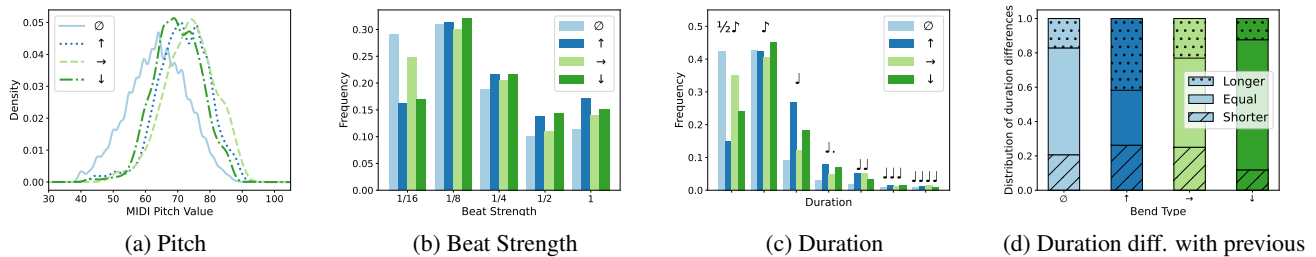 ∅
↑
→
↓
0.05
0.04
0.03
0.02
0.01
0.00
Density
30 40 50 60 70 80 90 100
MIDI Pitch Value
(a) Pitch
∅
↑
→
↓
0.30
0.25
0.20
0.15
0.10
0.05
0.00
Frequency
1/16 1/8 1/4 1/2 1
Beat Strength
(b) Beat Strength
½♪ ♪ ♩ ♩. ♩♩ ♩♩♩ ♩♩♩♩
∅
↑
→
↓
0.5
0.4
0.3
0.2
0.1
0.0
Frequency
Duration
(c) Duration
1.0
0.8
0.6
0.4
0.2
0.0
Distribution of duration differences
Longer
Equal
Shorter
∅ ↑ → ↓
Bend Type
(d) Duration diff. with previous